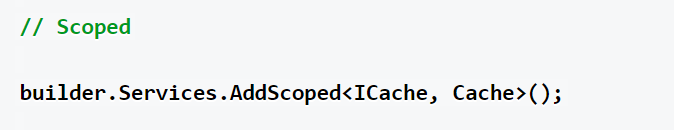 // Scoped
builder.Services.AddScoped<ICache, Cache>();